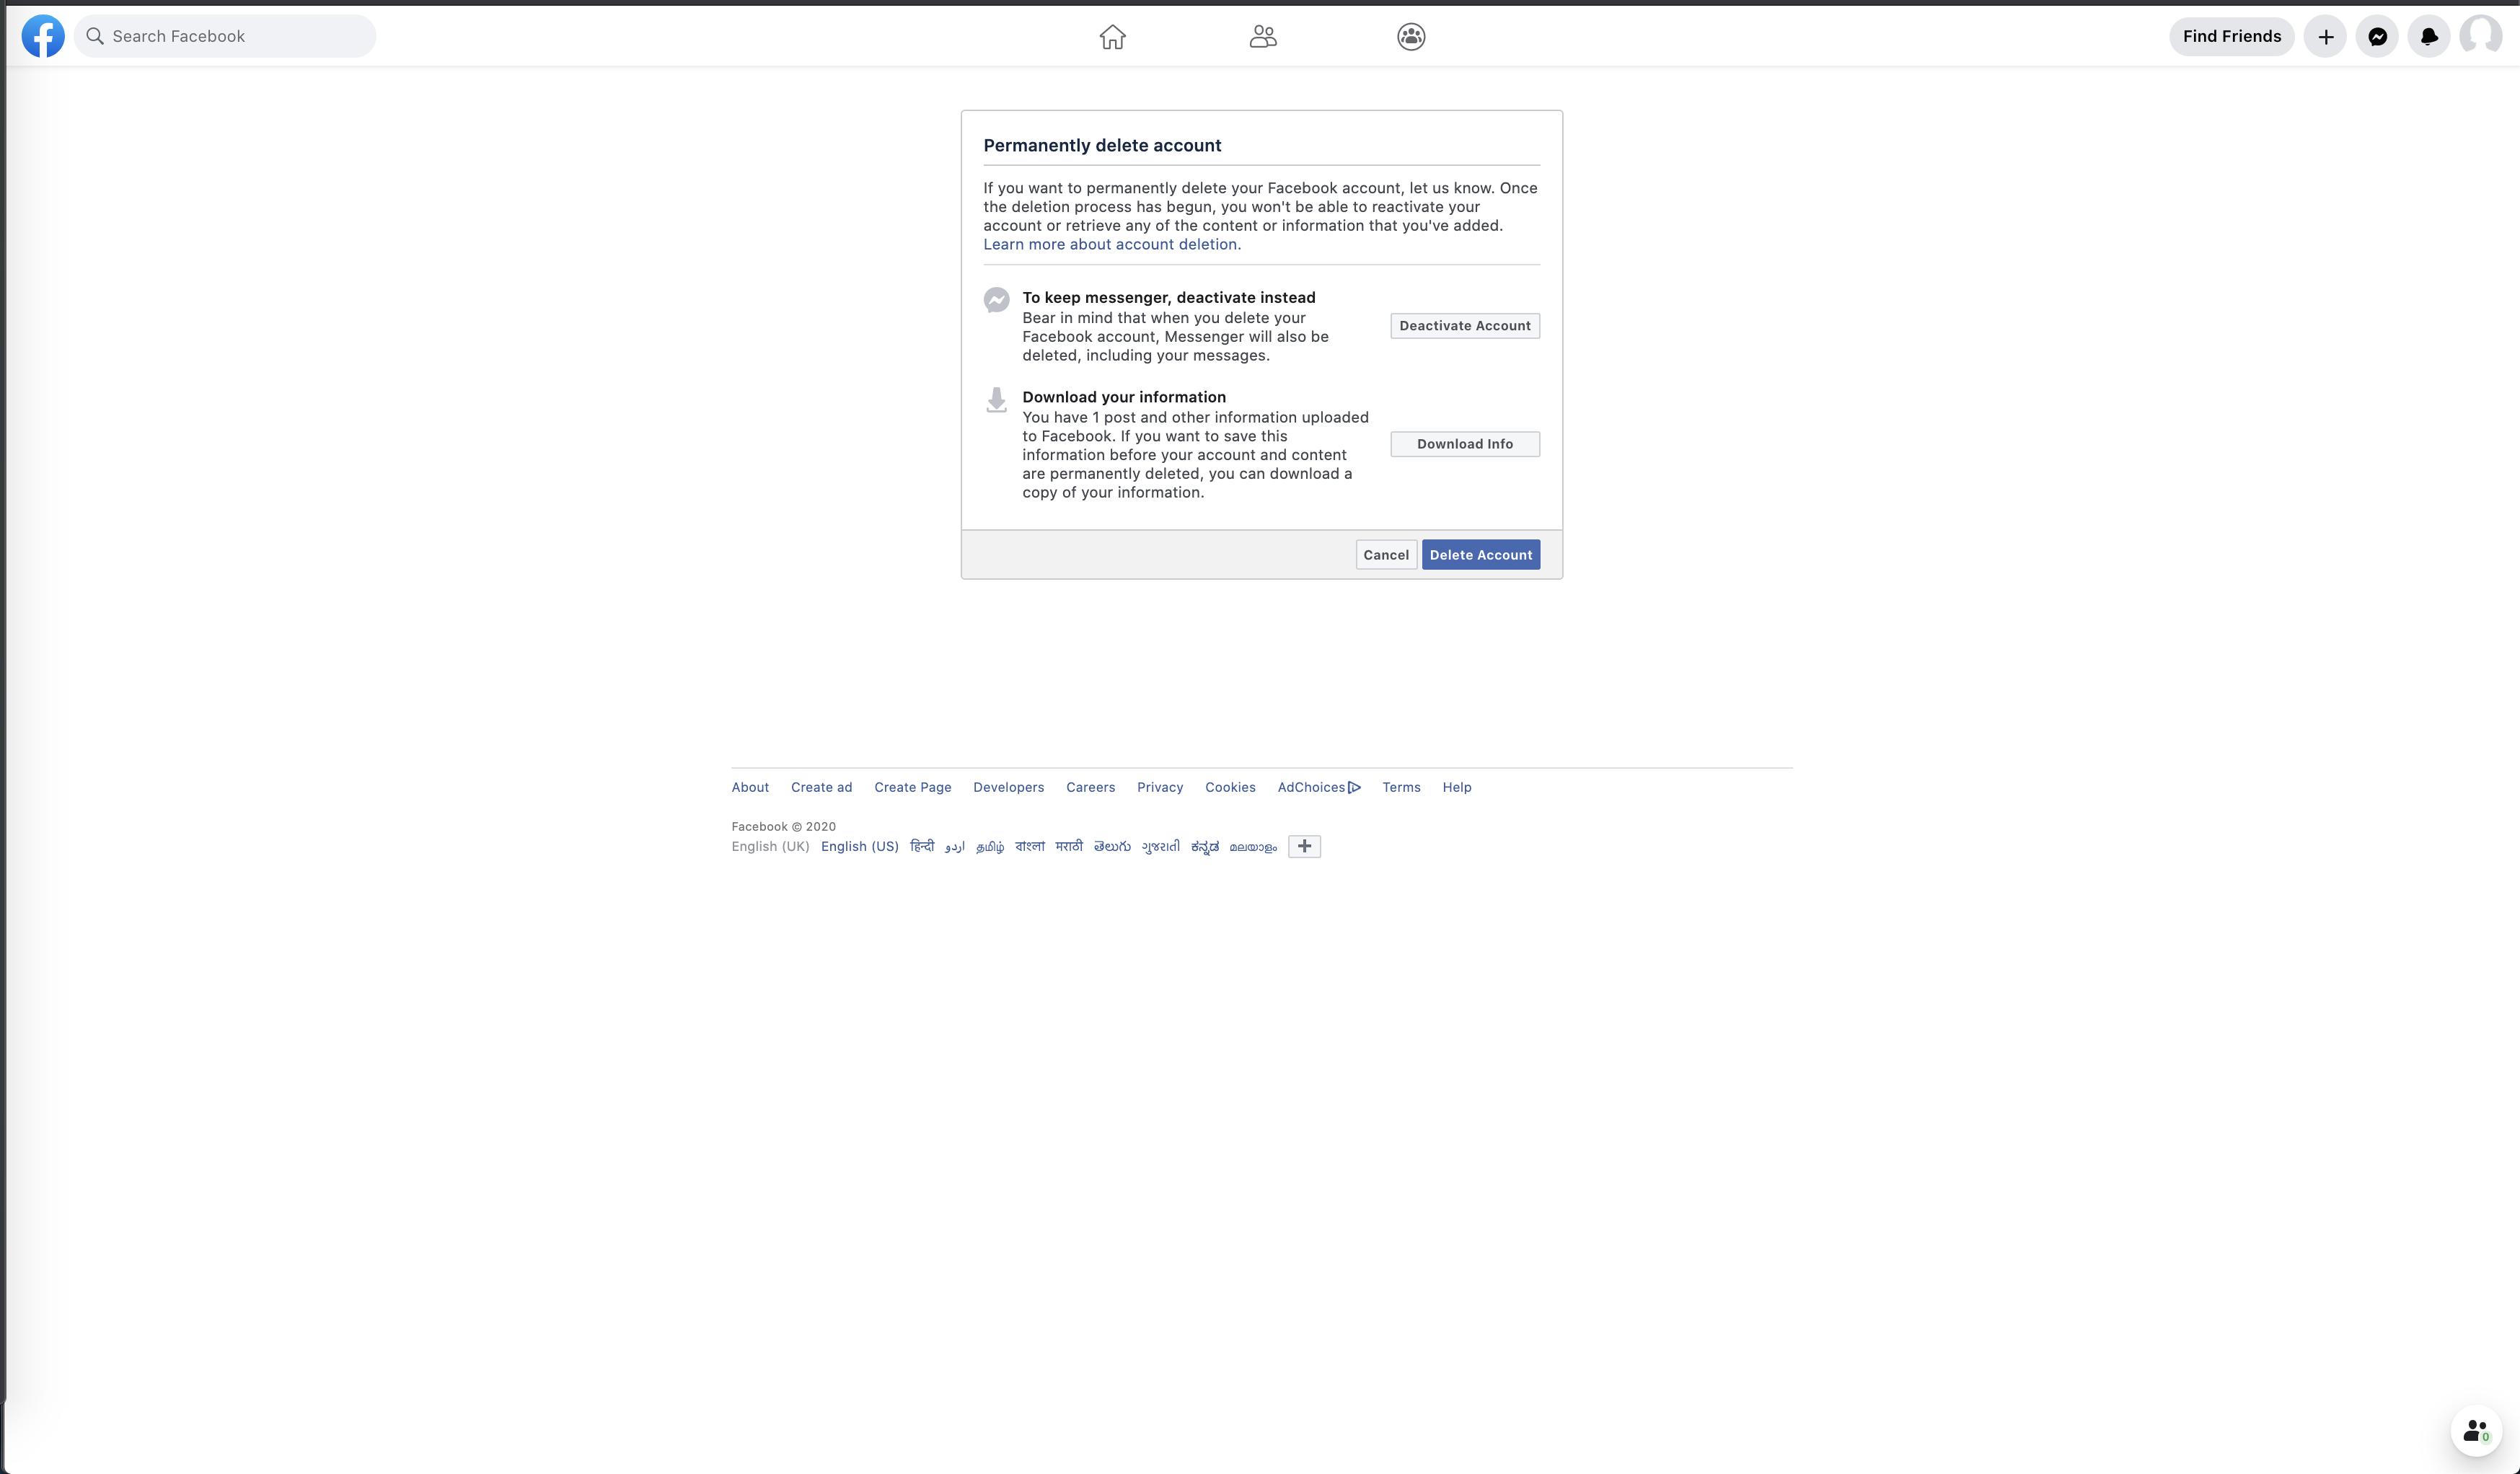 Search Facebook
Find Friends
Permanently delete account
If you want to permanently delete your Facebook account, let us know. Once
the deletion process has begun, you won't be able to reactivate your
account or retrieve any of the content or information that you've added.
Learn more about account deletion.
To keep messenger, deactivate instead
Bear in mind that when you delete your
Facebook account, Messenger will also be
deleted, including your messages.
Deactivate Account
Download your information
You have 1 post and other information uploaded
to Facebook. If you want to save this
information before your account and content
are permanently deleted, you can download a
copy of your information.
Download Info
Cancel Delete Account
About Create ad Create Page Developers Careers Privacy Cookies AdChoices Terms Help
Facebook © 2020
English (UK) English (US) हिन्दी اردو தமிழ் বাংলা मराठी తెలుగు ગુજરાતી ಕನ್ನಡ മലയാളം
0